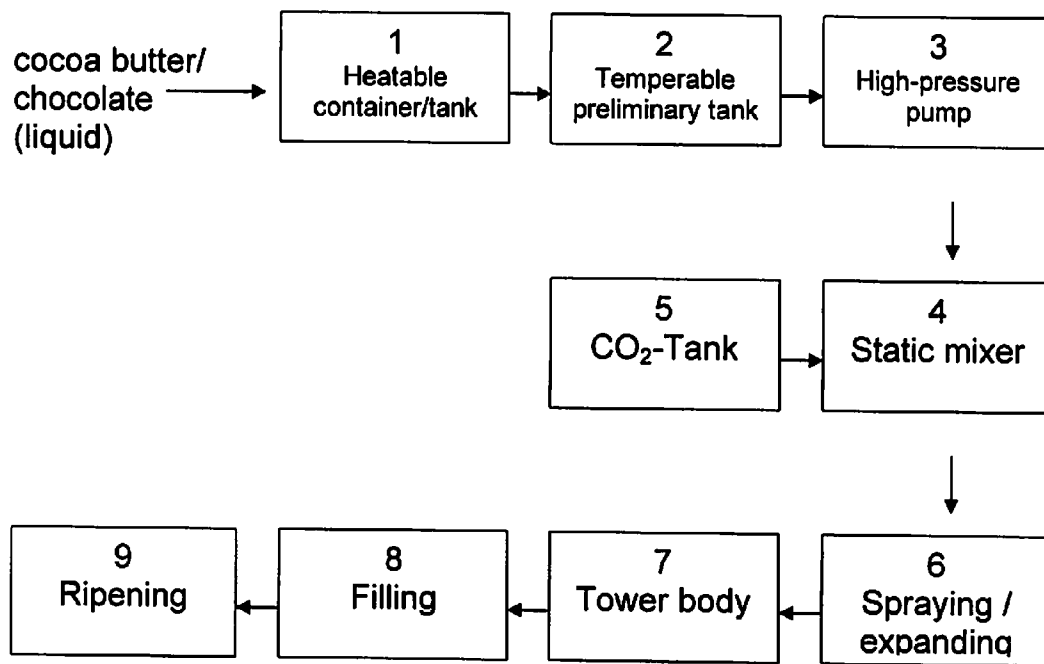 cocoa butter/
chocolate
(liquid)
1
Heatable
container/tank
2
Temperable
preliminary tank
3
High-pressure
pump
5
CO₂-Tank
4
Static mixer
9
Ripening
8
Filling
7
Tower body
6
Spraying /
expanding